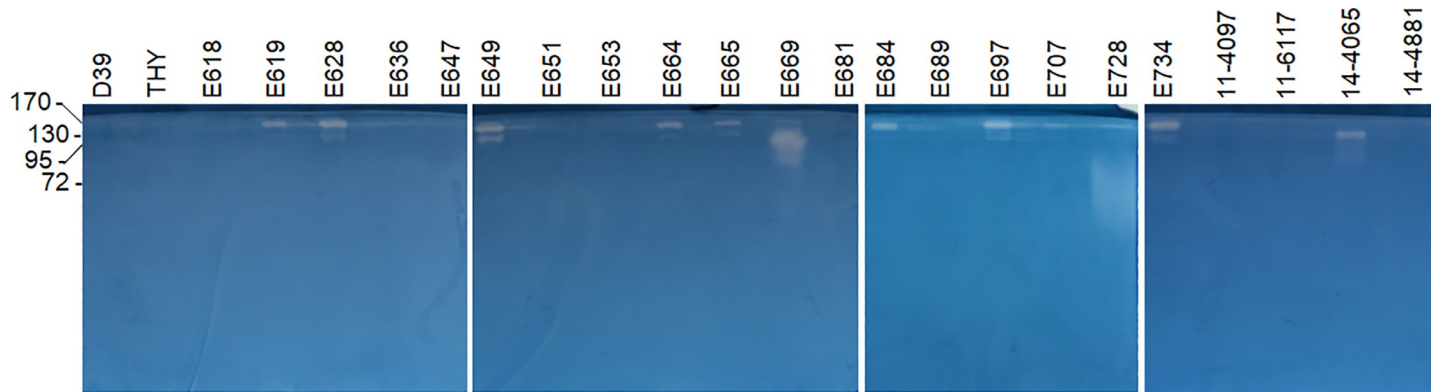 D39
THY
E618
E619
E628
E636
E647
E649
E651
E653
E664
E665
E669
E681
E684
E689
E697
E707
E728
E734
11-4097
11-6117
14-4065
14-4881
170 -
130 -
95 -
72 -